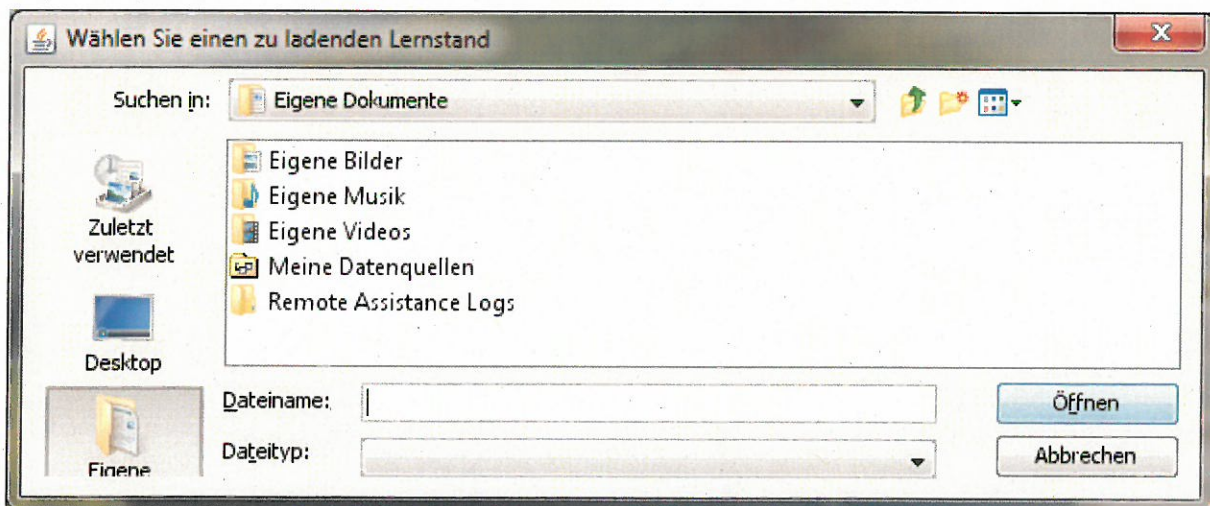 Wählen Sie einen zu ladenden Lernstand
Suchen in:
Eigene Dokumente
Zuletzt
verwendet
Desktop
Eigene
Eigene Bilder
Eigene Musik
Eigene Videos
Meine Datenquellen
Remote Assistance Logs
Dateiname:
Öffnen
Dateityp:
Abbrechen